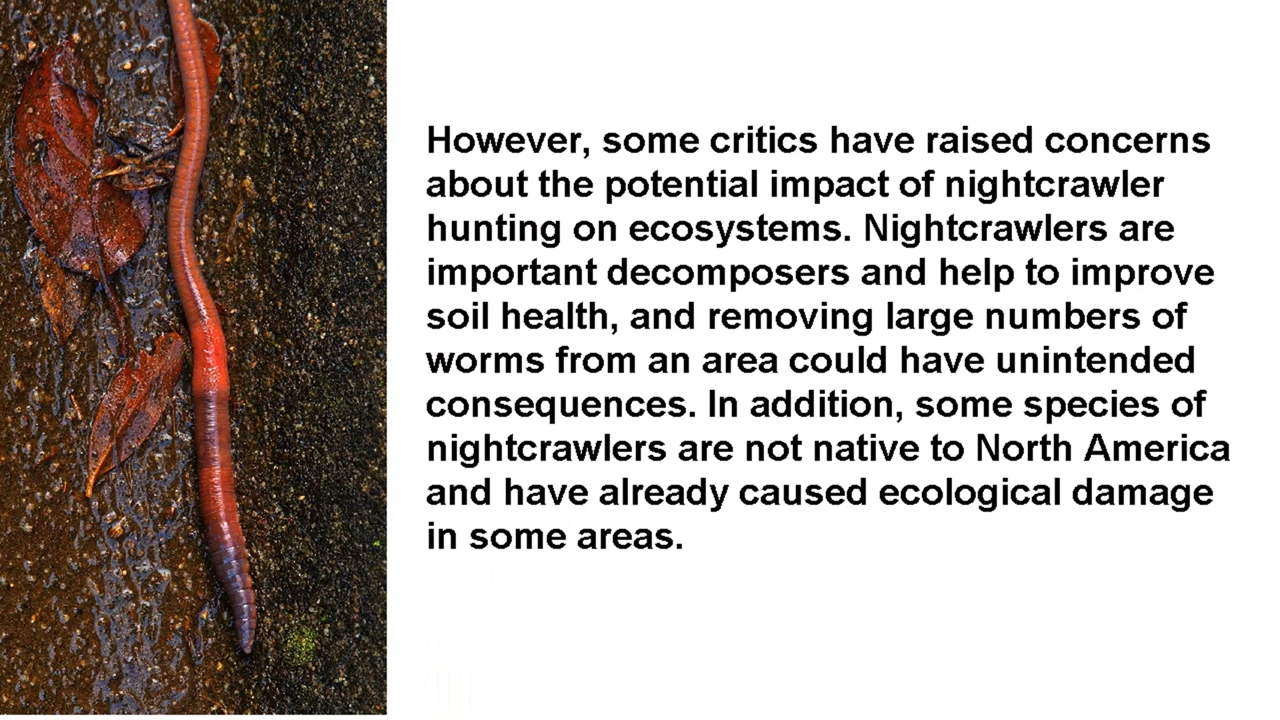 However, some critics have raised concerns
about the potential impact of nightcrawler
hunting on ecosystems. Nightcrawlers are
important decomposers and help to improve
soil health, and removing large numbers of
worms from an area could have unintended
consequences. In addition, some species of
nightcrawlers are not native to North America
and have already caused ecological damage
in some areas.